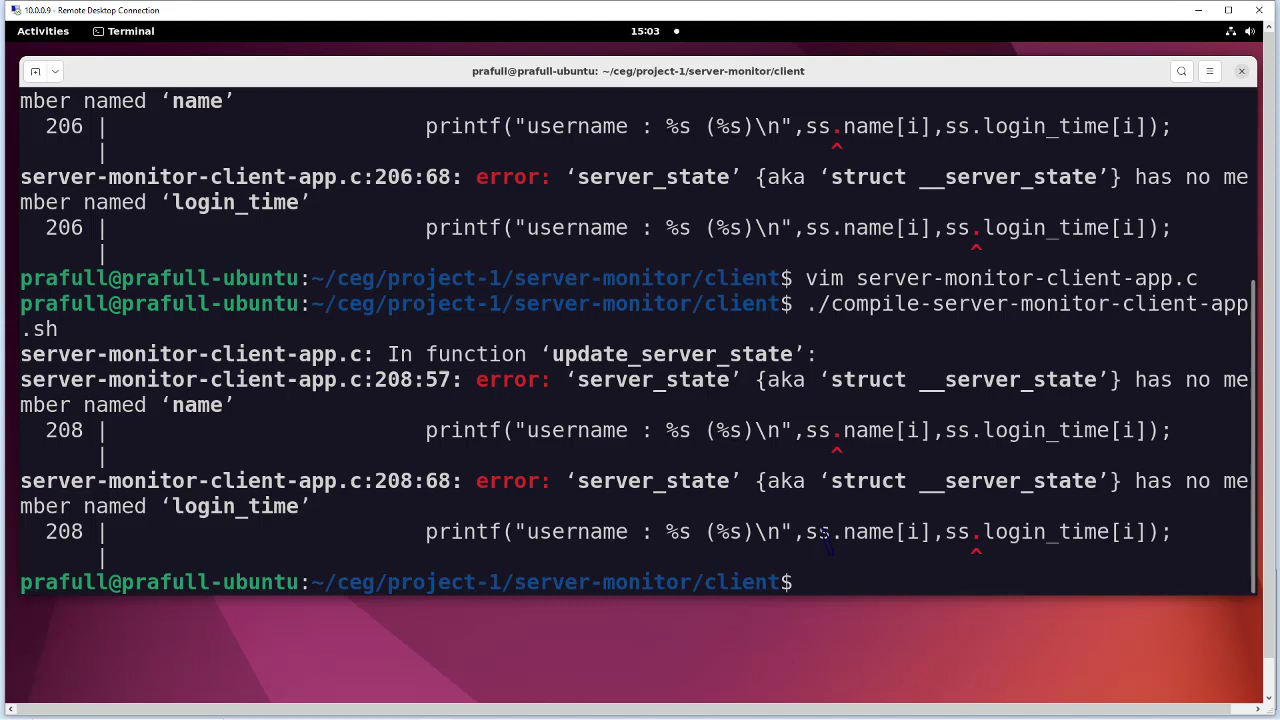 10.0.0.9 - Remote Desktop Connection
Activities Terminal 15:03
prafull@prafull-ubuntu: ~/ceg/project-1/server-monitor/client
mber named ‘name’
206 | printf("username : %s (%s)\n",ss.name[i],ss.login_time[i]);
| ^
server-monitor-client-app.c:206:68: error: ‘server_state’ {aka ‘struct __server_state’} has no me
mber named ‘login_time’
206 | printf("username : %s (%s)\n",ss.name[i],ss.login_time[i]);
| ^
prafull@prafull-ubuntu:~/ceg/project-1/server-monitor/client$ vim server-monitor-client-app.c
prafull@prafull-ubuntu:~/ceg/project-1/server-monitor/client$ ./compile-server-monitor-client-app
.sh
server-monitor-client-app.c: In function ‘update_server_state’:
server-monitor-client-app.c:208:57: error: ‘server_state’ {aka ‘struct __server_state’} has no me
mber named ‘name’
208 | printf("username : %s (%s)\n",ss.name[i],ss.login_time[i]);
| ^
server-monitor-client-app.c:208:68: error: ‘server_state’ {aka ‘struct __server_state’} has no me
mber named ‘login_time’
208 | printf("username : %s (%s)\n",ss.name[i],ss.login_time[i]);
| ^
prafull@prafull-ubuntu:~/ceg/project-1/server-monitor/client$